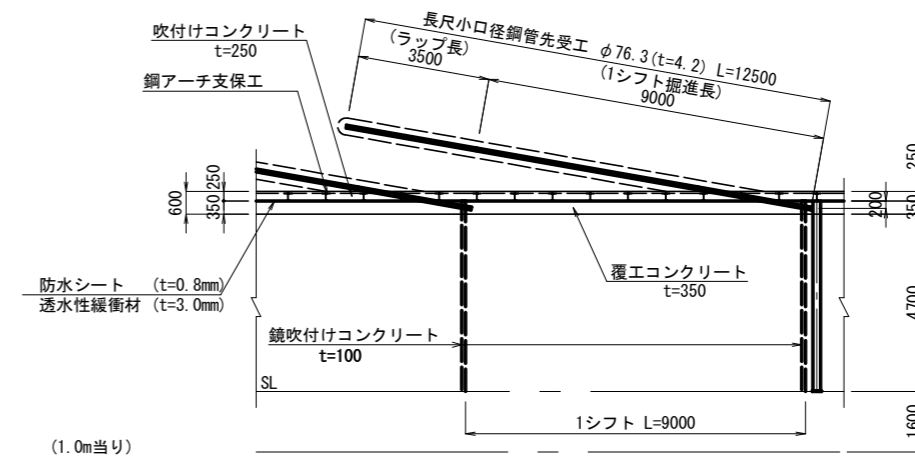 吹付けコンクリート
t=250
鋼アーチ支保工
長尺小口径鋼管先受工 φ76.3(t=4.2) L=12500
(ラップ長)
3500
(1シフト掘進長)
9000
600
250
350
250
200
350
防水シート (t=0.8mm)
透水性緩衝材 (t=3.0mm)
覆工コンクリート
t=350
4700
鏡吹付けコンクリート
t=100
SL
1シフト L=9000
1600
(1.0m当り)